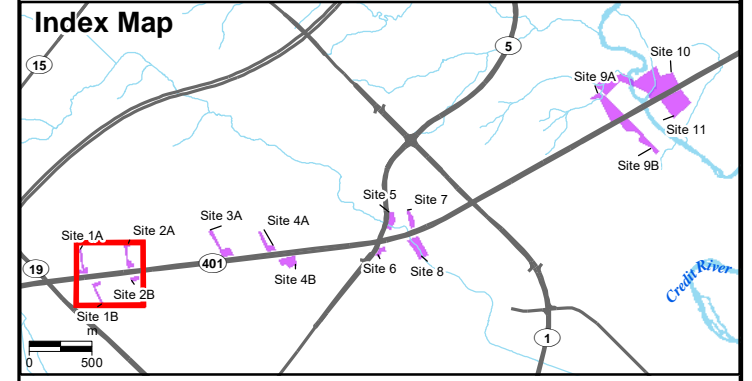 Index Map
15
5
Site 10
Site 9A
Site 11
Site 9B
Site 5
Site 7
Site 3A
Site 4A
Site 1A
Site 2A
401
19
Site 6
Site 8
Site 4B
Site 2B
Site 1B
Credit River
m
0 500
1